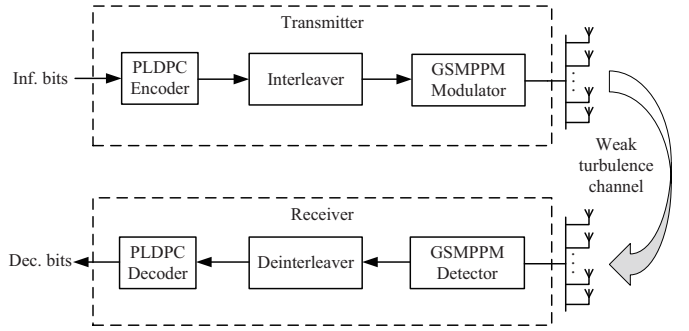 Transmitter
Inf. bits
PLDPC
Encoder
Interleaver
GSMPPM
Modulator
Weak
turbulence
channel
Receiver
Dec. bits
PLDPC
Decoder
Deinterleaver
GSMPPM
Detector